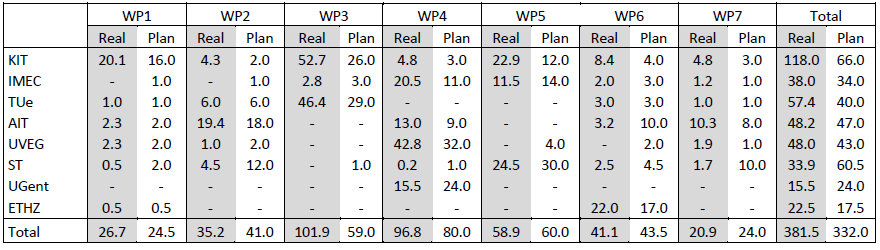 WP1 WP2 WP3 WP4 WP5 WP6 WP7 Total
Real Plan Real Plan Real Plan Real Plan Real Plan Real Plan Real Plan Real Plan
KIT 20.1 16.0 4.3 2.0 52.7 26.0 4.8 3.0 22.9 12.0 8.4 4.0 4.8 3.0 118.0 66.0
IMEC - 1.0 - 1.0 2.8 3.0 20.5 11.0 11.5 14.0 2.0 3.0 1.2 1.0 38.0 34.0
TUe 1.0 1.0 6.0 6.0 46.4 29.0 - - - - 3.0 3.0 1.0 1.0 57.4 40.0
AIT 2.3 2.0 19.4 18.0 - - 13.0 9.0 - - 3.2 10.0 10.3 8.0 48.2 47.0
UVEG 2.3 2.0 1.0 2.0 - - 42.8 32.0 - 4.0 - 2.0 1.9 1.0 48.0 43.0
ST 0.5 2.0 4.5 12.0 - 1.0 0.2 1.0 24.5 30.0 2.5 4.5 1.7 10.0 33.9 60.5
UGent - - - - - - 15.5 24.0 - - - - - - 15.5 24.0
ETHZ 0.5 0.5 - - - - - - - - 22.0 17.0 - - 22.5 17.5
Total 26.7 24.5 35.2 41.0 101.9 59.0 96.8 80.0 58.9 60.0 41.1 43.5 20.9 24.0 381.5 332.0